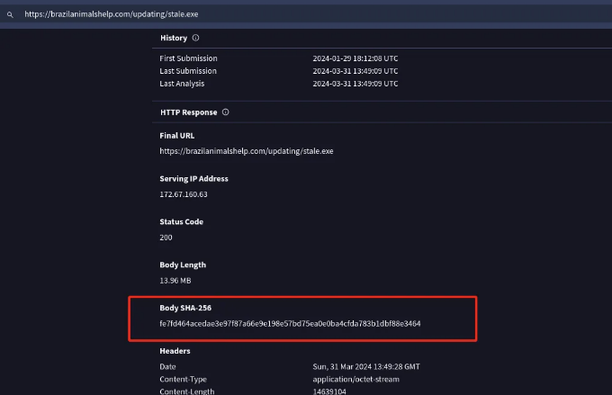 https://brazilanimalshelp.com/updating/stale.exe
History
First Submission 2024-01-29 18:12:08 UTC
Last Submission 2024-03-31 13:49:09 UTC
Last Analysis 2024-03-31 13:49:09 UTC
HTTP Response
Final URL
https://brazilanimalshelp.com/updating/stale.exe
Serving IP Address
172.67.160.63
Status Code
200
Body Length
13.96 MB
Body SHA-256
fe7fd464acedae3e97f87a66e9e198e57bd75ea0e0ba4cfda783b1dbf88e3464
Headers
Date Sun, 31 Mar 2024 13:49:28 GMT
Content-Type application/octet-stream
Content-Length 14639104